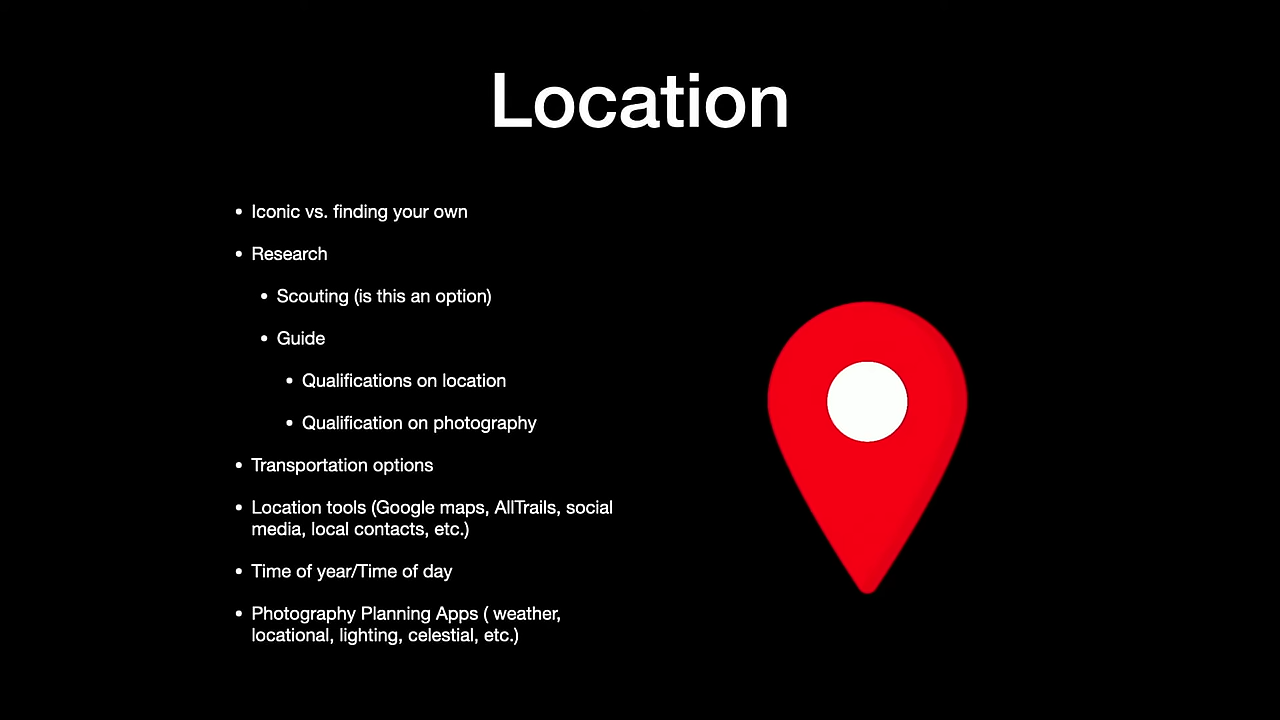 Location
• Iconic vs. finding your own
• Research
• Scouting (is this an option)
• Guide
• Qualifications on location
• Qualification on photography
• Transportation options
• Location tools (Google maps, AllTrails, social
media, local contacts, etc.)
• Time of year/Time of day
• Photography Planning Apps ( weather,
locational, lighting, celestial, etc.)